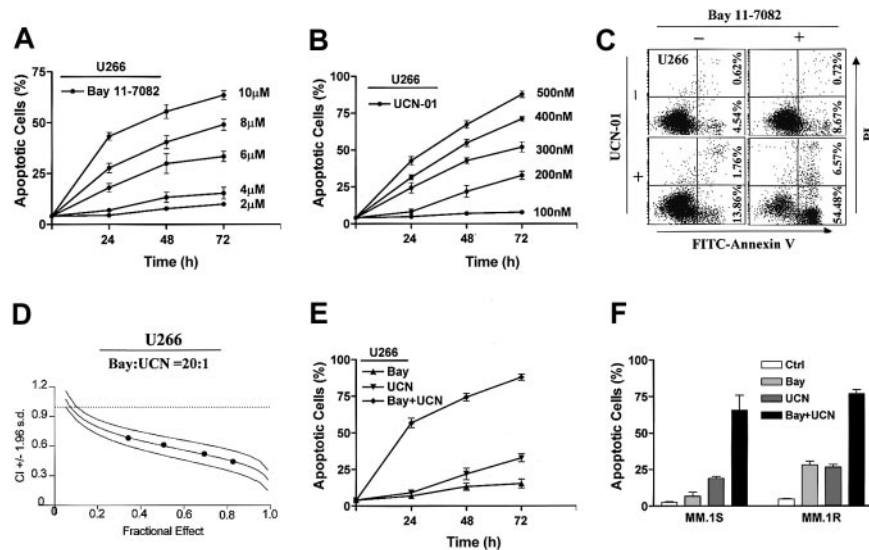 A
U266
Bay 11-7082
Apoptotic Cells (%)
75
50
25
0
10μM
8μM
6μM
4μM
2μM
24
48
72
Time (h)
B
U266
UCN-01
Apoptotic Cells (%)
100
75
50
25
0
500nM
400nM
300nM
200nM
100nM
24
48
72
Time (h)
C
Bay 11-7082
− +
U266
UCN-01
−
+
0.62%
0.72%
4.54%
8.67%
1.76%
6.57%
13.86%
54.48%
PI
FITC-Annexin V
D
U266
Bay:UCN =20:1
CI +/- 1.96 s.d.
1.2
0.9
0.6
0.3
0
0 0.2 0.4 0.6 0.8 1.0
Fractional Effect
E
U266
Bay
UCN
Bay+UCN
Apoptotic Cells (%)
100
75
50
25
0
24
48
72
Time (h)
F
Ctrl
Bay
UCN
Bay+UCN
Apoptotic Cells (%)
100
75
50
25
0
MM.1S
MM.1R